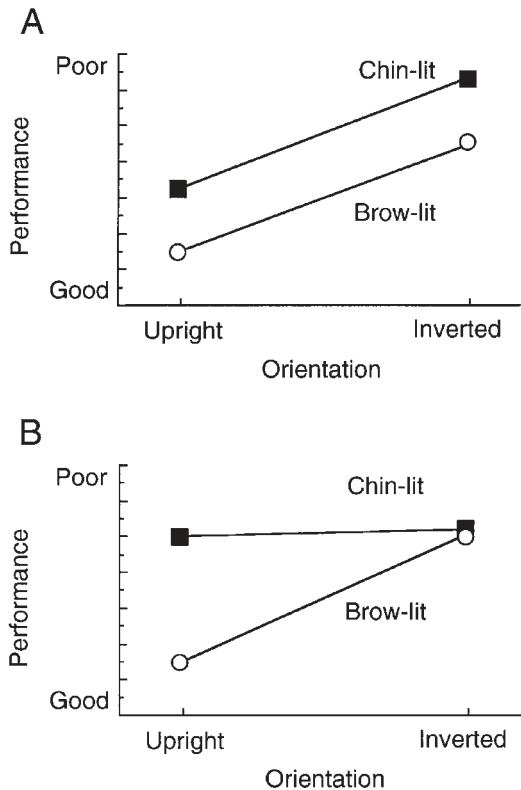 A
Poor
Chin-lit
Performance
Brow-lit
Good
Upright
Inverted
Orientation
B
Poor
Chin-lit
Performance
Brow-lit
Good
Upright
Inverted
Orientation